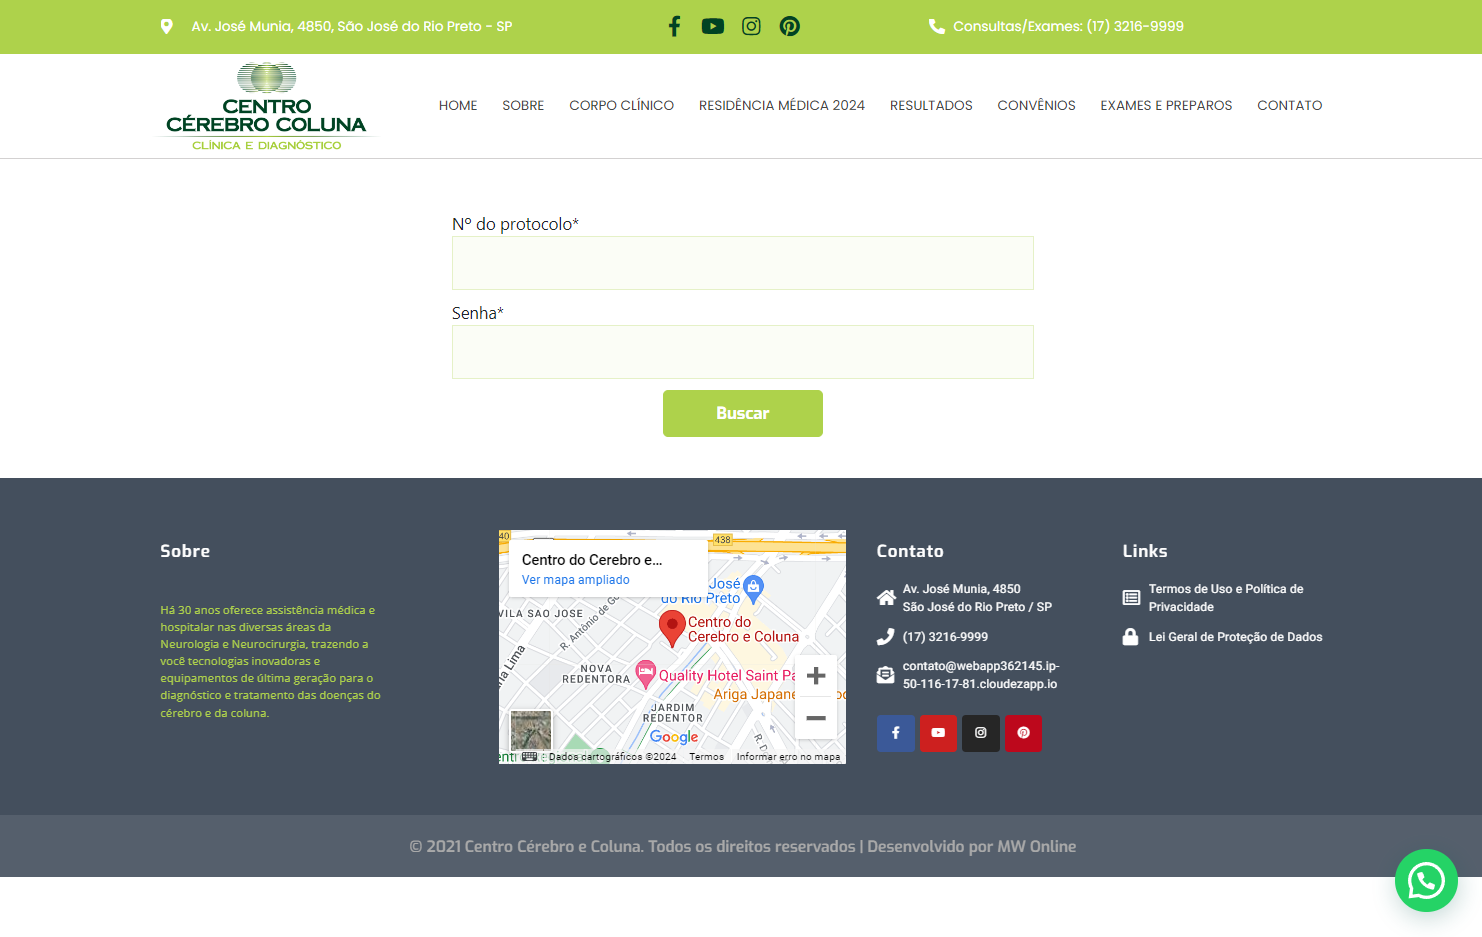 Av. José Munia, 4850, São José do Rio Preto - SP
Consultas/Exames: (17) 3216-9999
CENTRO
CÉREBRO COLUNA
CLÍNICA E DIAGNÓSTICO
HOME SOBRE CORPO CLÍNICO RESIDÊNCIA MÉDICA 2024 RESULTADOS CONVÊNIOS EXAMES E PREPAROS CONTATO
Nº do protocolo*
Senha*
Buscar
Sobre
Há 30 anos oferece assistência médica e
hospitalar nas diversas áreas da
Neurologia e Neurocirurgia, trazendo a
você tecnologias inovadoras e
equipamentos de última geração para o
diagnóstico e tratamento das doenças do
cérebro e da coluna.
40
438
Centro do Cerebro e...
Ver mapa ampliado
José
do Rio Preto
VILA SAO JOSE
R. Antônio de Go
Centro do
Cerebro e Coluna
na Lima
NOVA
REDENTORA
Quality Hotel Saint Pa
Ariga Japane
JARDIM
REDENTOR
Google
Dados cartográficos ©2024 Termos Informar erro no mapa
Contato
Av. José Munia, 4850
São José do Rio Preto / SP
(17) 3216-9999
contato@webapp362145.ip-
50-116-17-81.cloudezapp.io
Links
Termos de Uso e Política de
Privacidade
Lei Geral de Proteção de Dados
© 2021 Centro Cérebro e Coluna. Todos os direitos reservados | Desenvolvido por MW Online